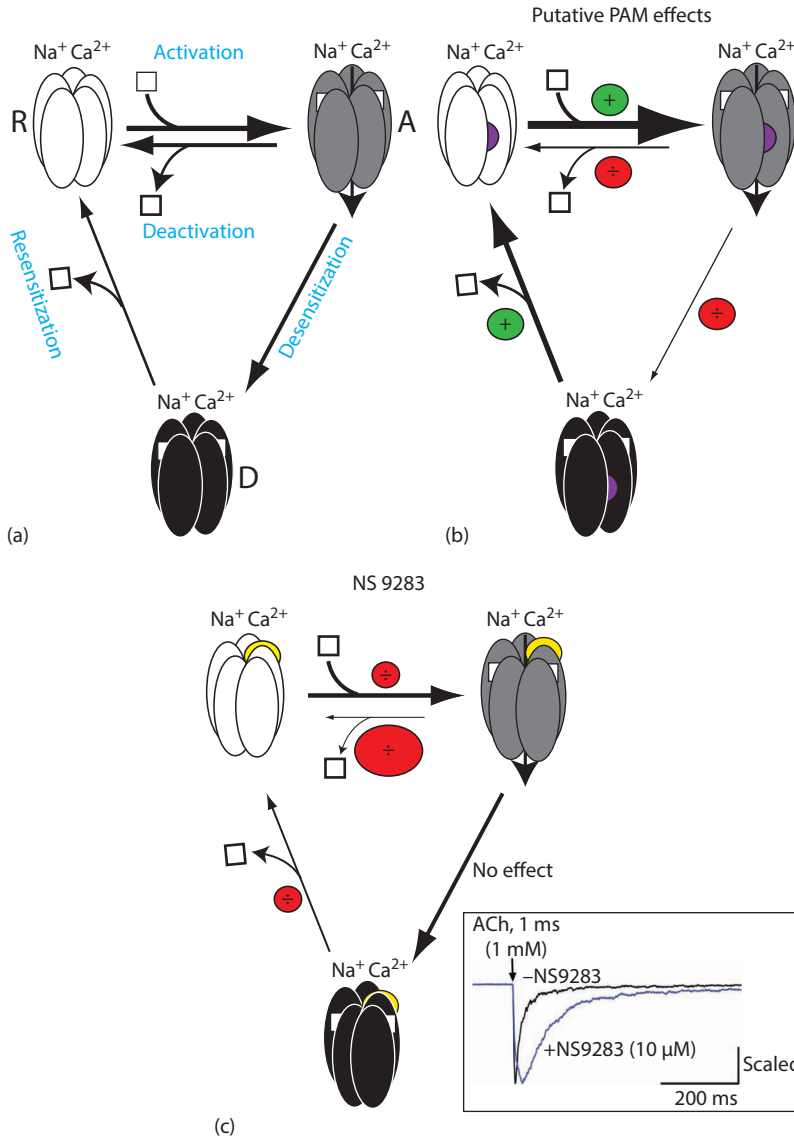 Putative PAM effects
Na+ Ca2+
Activation
Na+ Ca2+
Na+ Ca2+
Na+ Ca2+
R
A
+
÷
Deactivation
Resensitization
Desensitization
+
÷
Na+ Ca2+
D
Na+ Ca2+
(a)
(b)
NS 9283
Na+ Ca2+
Na+ Ca2+
÷
÷
No effect
÷
Na+ Ca2+
ACh, 1 ms
(1 mM)
–NS9283
+NS9283 (10 μM)
Scaled
200 ms
(c)